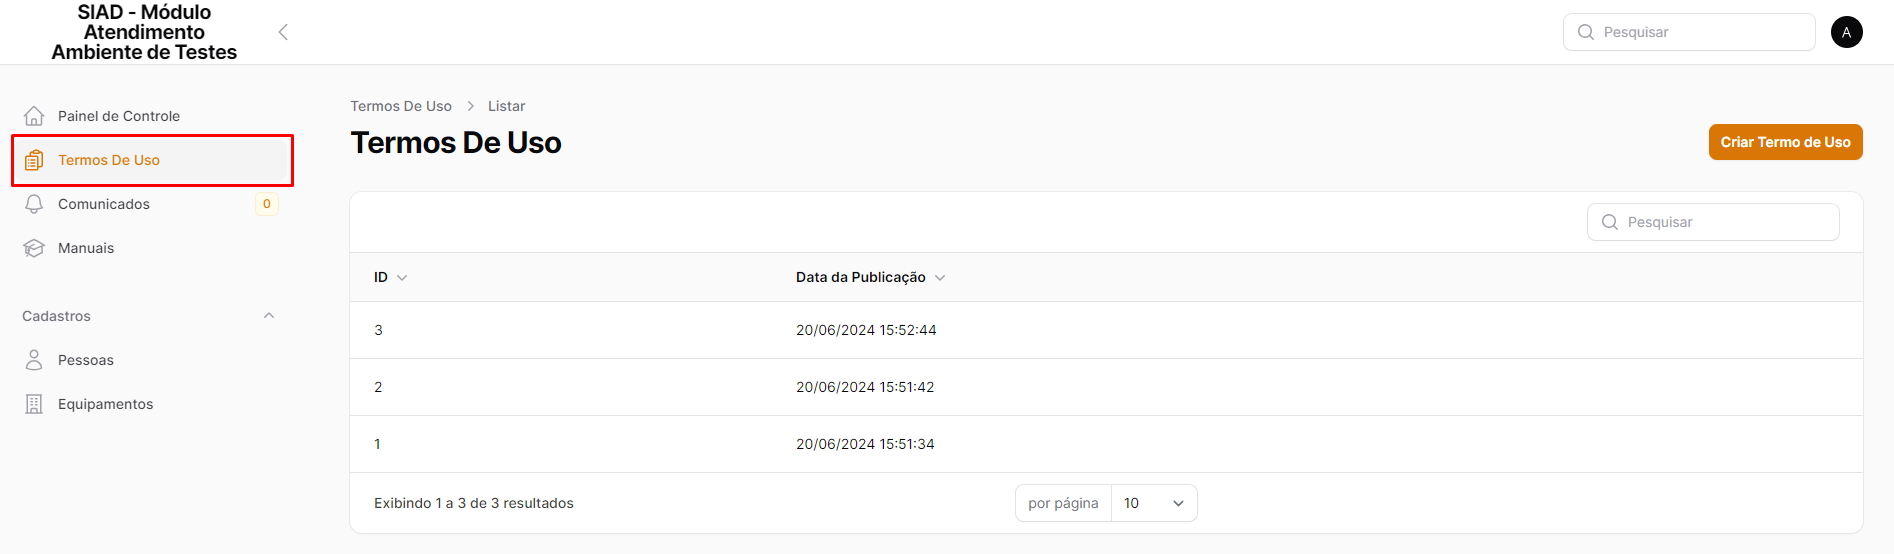 SIAD - Módulo
Atendimento
Ambiente de Testes
Pesquisar
A
Painel de Controle
Termos De Uso
Comunicados
0
Manuais
Cadastros
Pessoas
Equipamentos
Termos De Uso
Listar
Termos De Uso
Criar Termo de Uso
Pesquisar
ID Data da Publicação
3 20/06/2024 15:52:44
2 20/06/2024 15:51:42
1 20/06/2024 15:51:34
Exibindo 1 a 3 de 3 resultados
por página 10